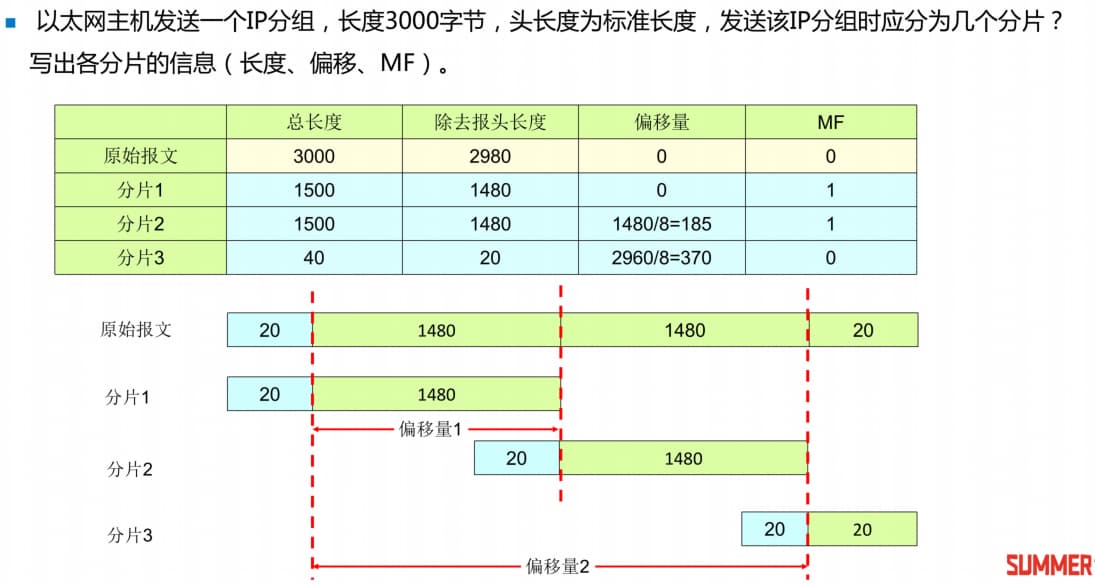 ▪ 以太网主机发送一个IP分组，长度3000字节，头长度为标准长度，发送该IP分组时应分为几个分片？
写出各分片的信息（长度、偏移、MF）。
总长度 除去报头长度 偏移量 MF
原始报文 3000 2980 0 0
分片1 1500 1480 0 1
分片2 1500 1480 1480/8=185 1
分片3 40 20 2960/8=370 0
原始报文 20 1480 1480 20
分片1 20 1480
偏移量1
分片2 20 1480
分片3 20 20
偏移量2
SUMMER